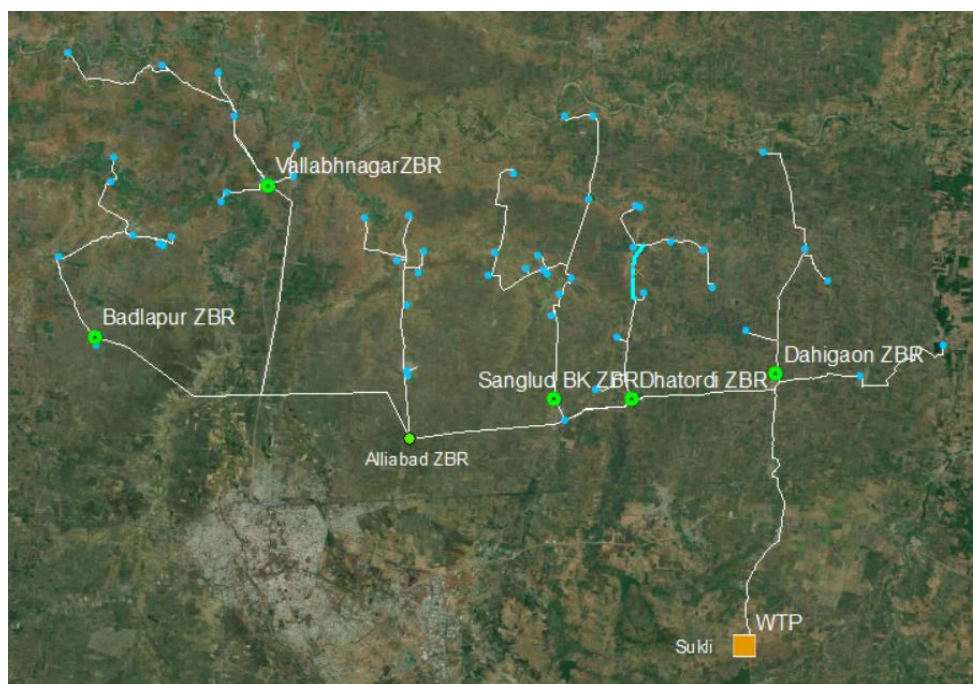 VallabhnagarZBR
Badlapur ZBR
Dahigaon ZBR
Sanglud BK ZBR
Dhatordi ZBR
Alliabad ZBR
WTP
Sukli